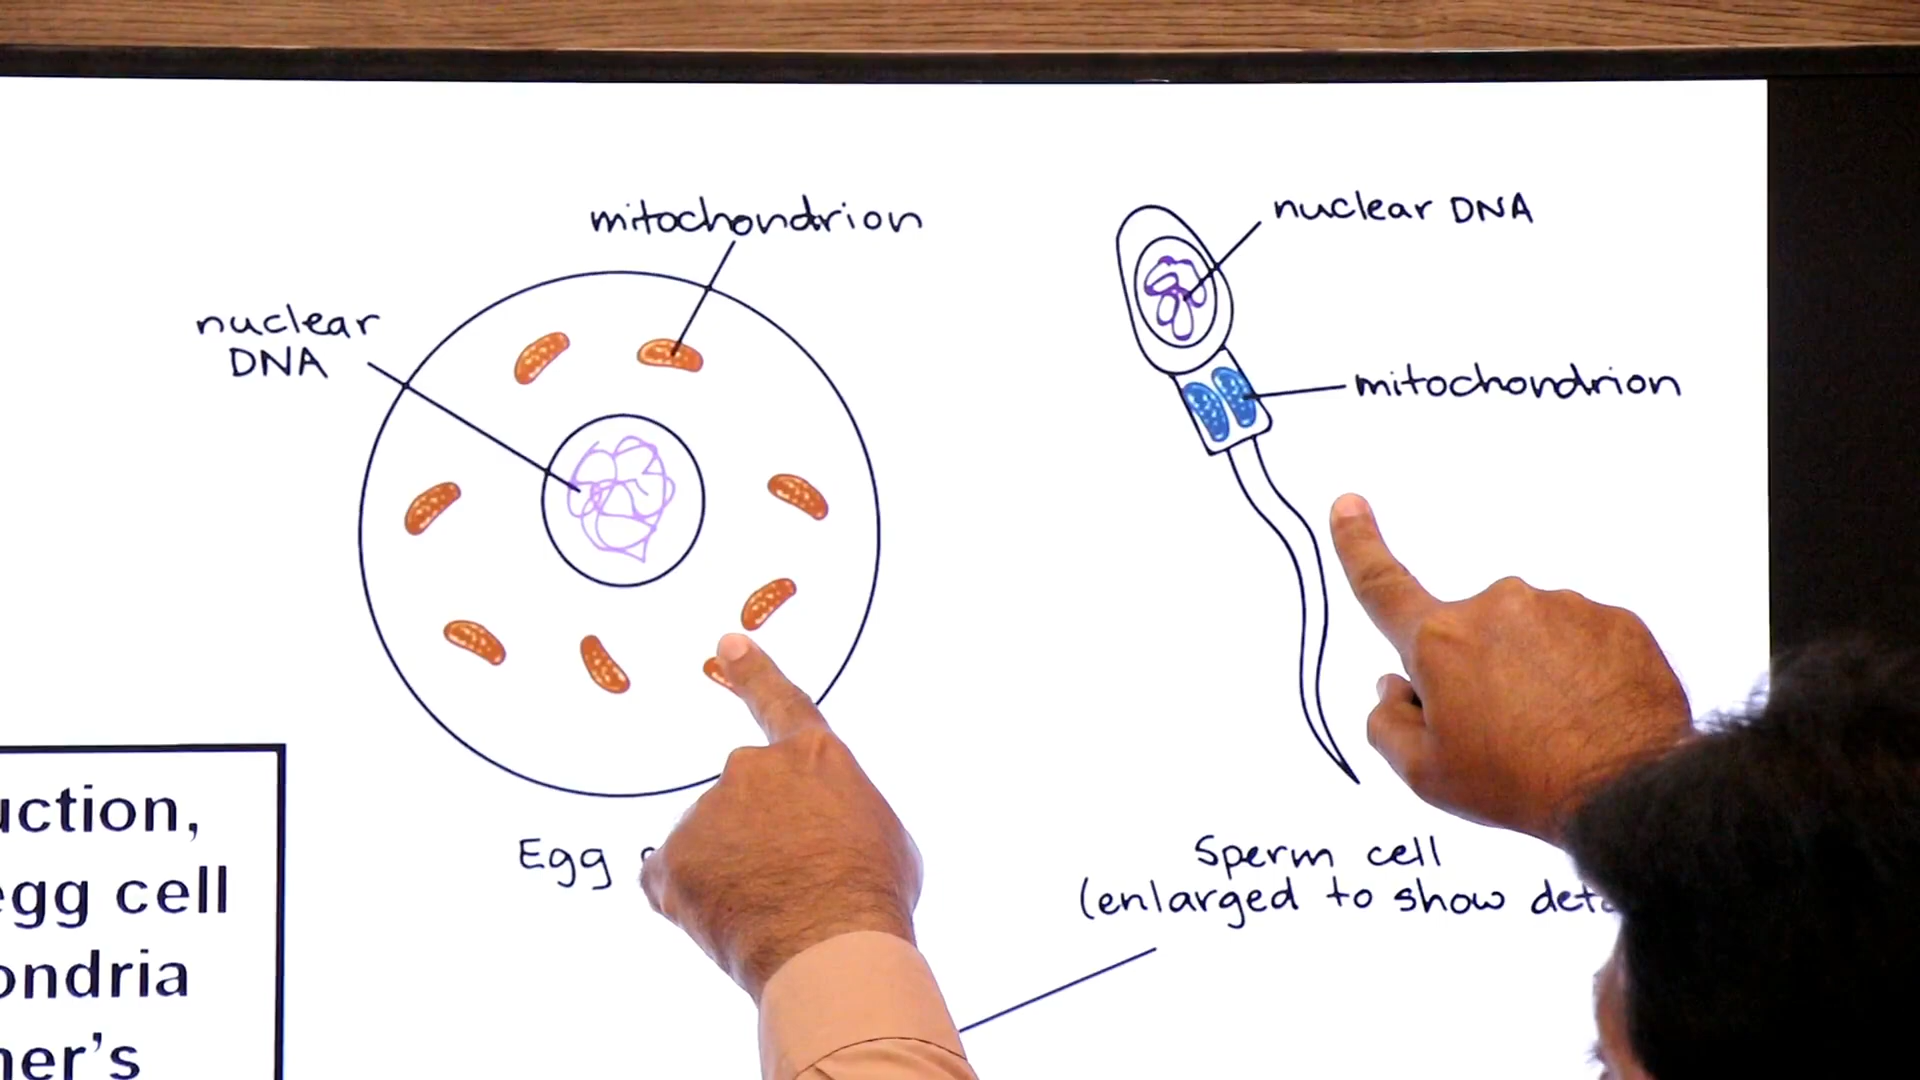 mitochondrion
nuclear
DNA
nuclear DNA
mitochondrion
Egg
Sperm cell
(enlarged to show
uction,
egg cell
ondria
her's